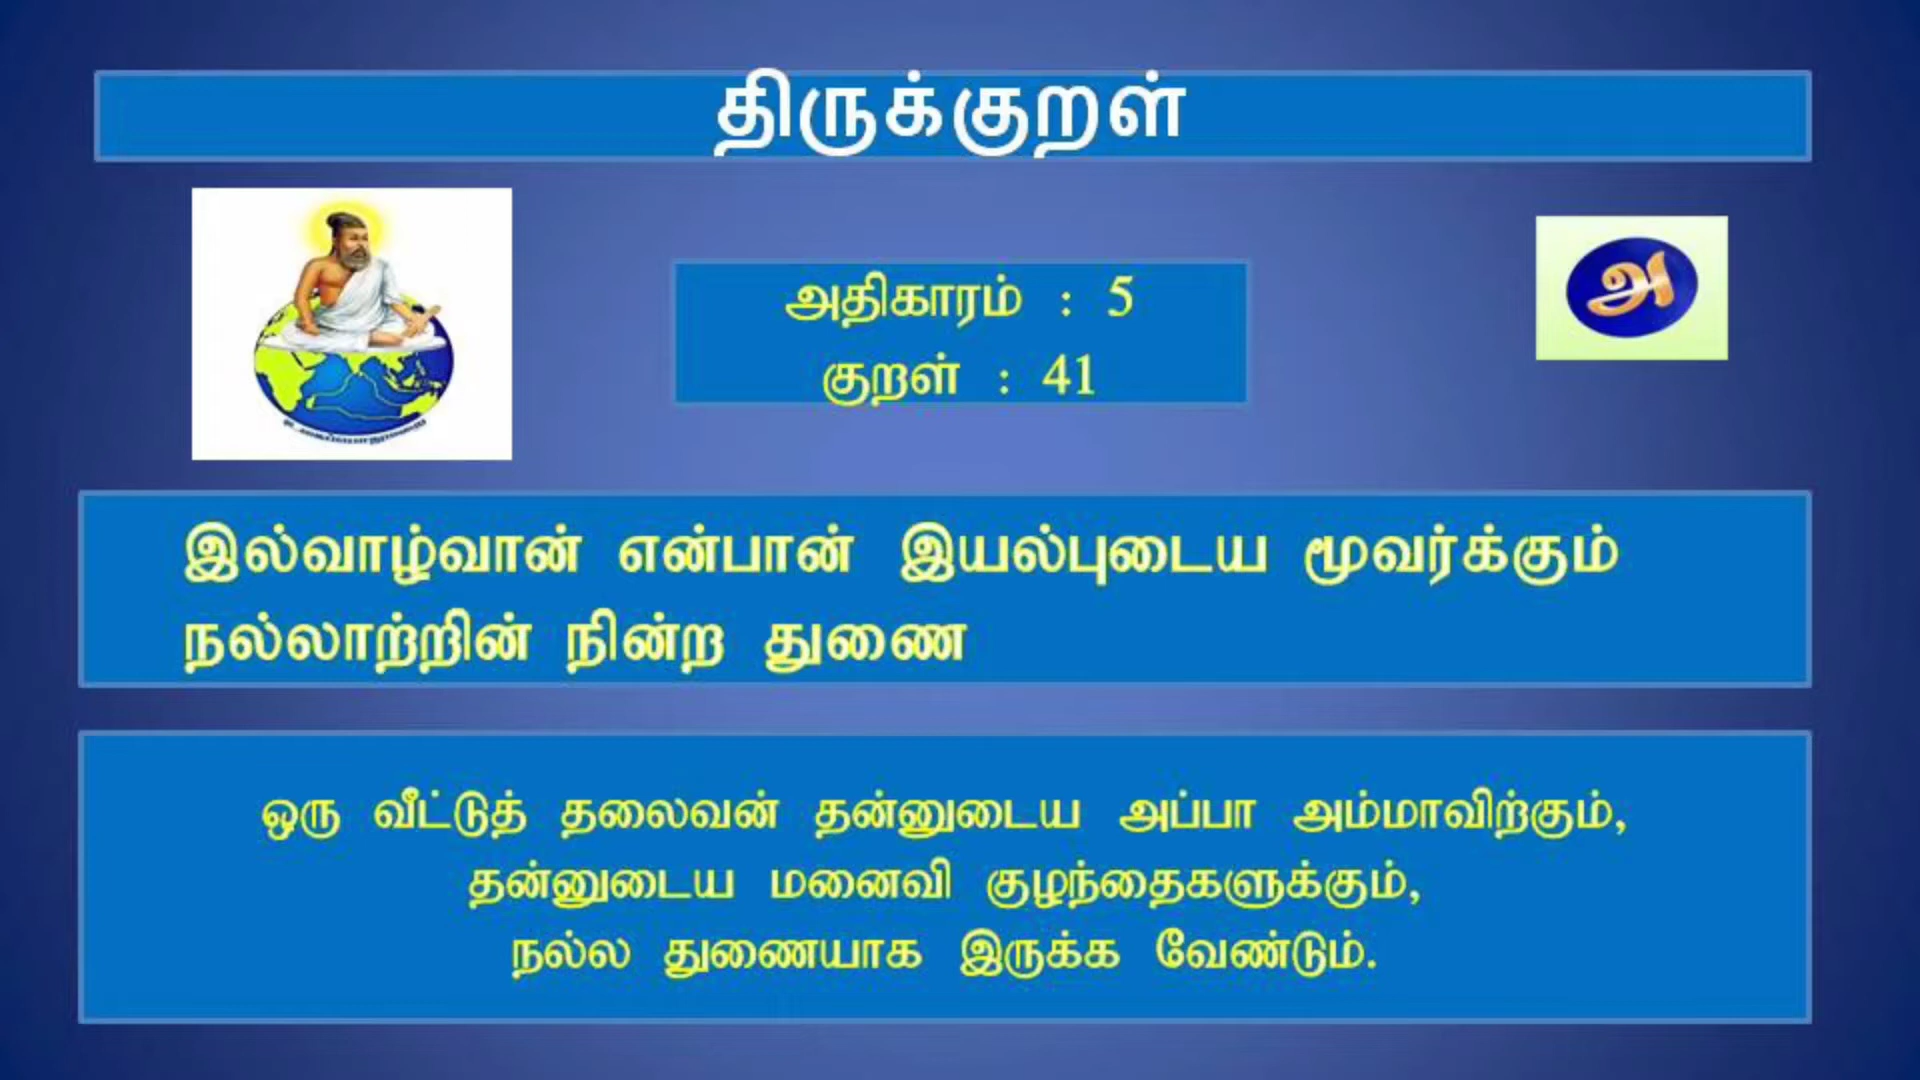 திருக்குறள்
அ
அதிகாரம் : 5
குறள் : 41
இல்வாழ்வான் என்பான் இயல்புடைய மூவர்க்கும்
நல்லாற்றின் நின்ற துணை
ஒரு வீட்டுத் தலைவன் தன்னுடைய அப்பா அம்மாவிற்கும்,
தன்னுடைய மனைவி குழந்தைகளுக்கும்,
நல்ல துணையாக இருக்க வேண்டும்.